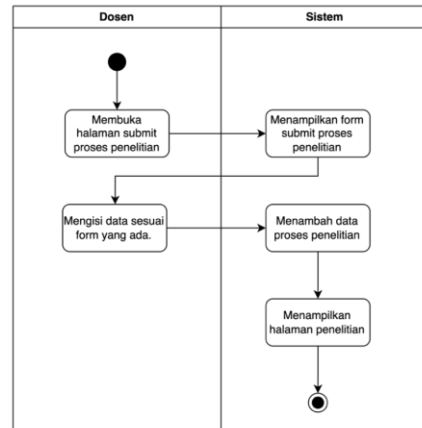 Dosen
Sistem
Membuka
halaman submit
proses penelitian
Menampilkan form
submit proses
penelitian
Mengisi data sesuai
form yang ada.
Menambah data
proses penelitian
Menampilkan
halaman penelitian